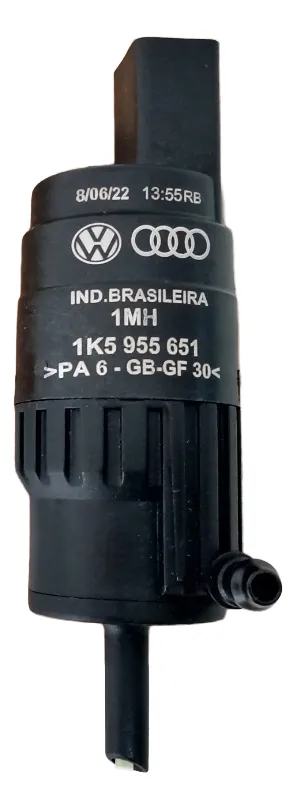 8/06/22 13:55RB
IND.BRASILEIRA
1MH
1K5 955 651
>PA 6 - GB-GF 30<